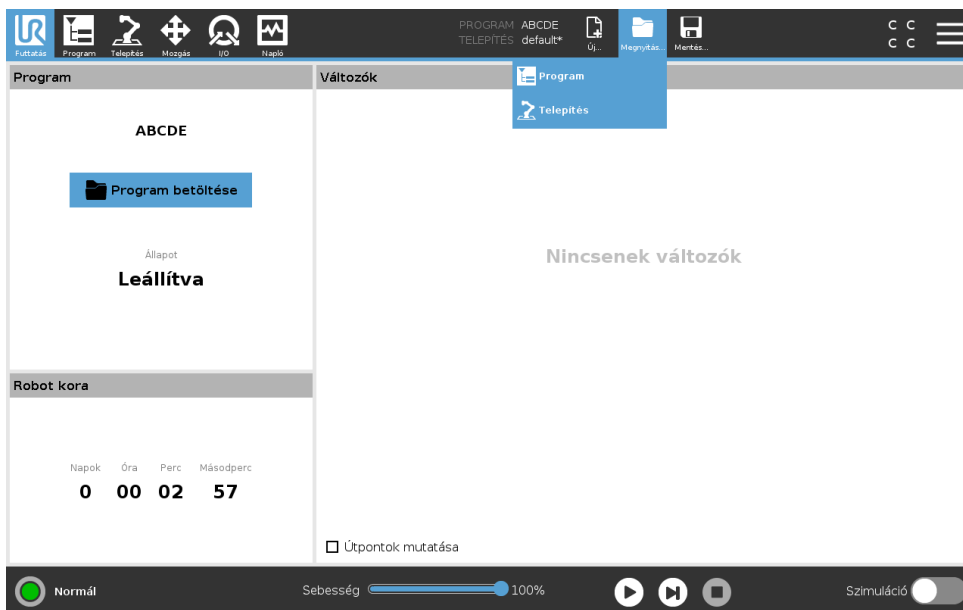 UR
Futtatás
Program
Telepítés
Mozgás
I/O
Napló
PROGRAM ABCDE
TELEPÍTÉS default*
Új...
Megnyitás...
Mentés...
C C
C C
Program
Telepítés
Program
ABCDE
Program betöltése
Állapot
Leállítva
Robot kora
Napok Óra Perc Másodperc
0 00 02 57
Változók
Nincsenek változók
Útpontok mutatása
Normál
Sebesség 100%
Szimuláció